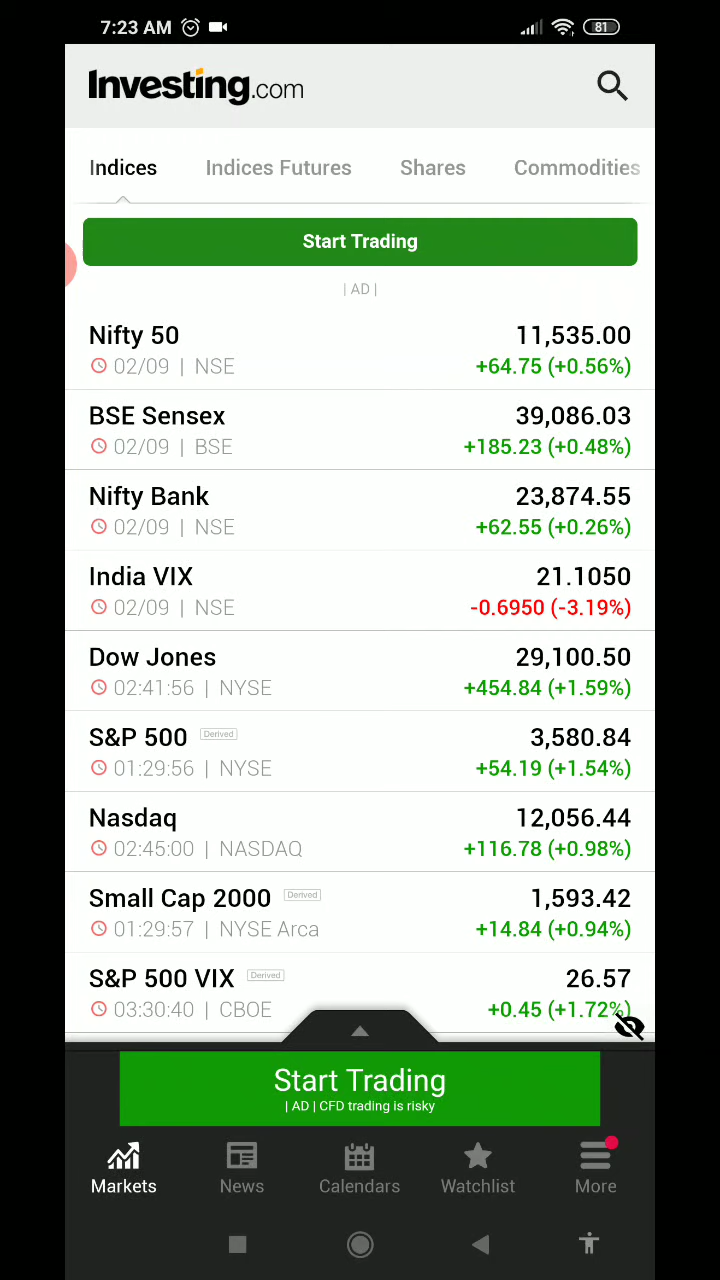 7:23 AM 81
Investing.com
Indices Indices Futures Shares Commodities
Start Trading
| AD |
Nifty 50 11,535.00
02/09 | NSE +64.75 (+0.56%)
BSE Sensex 39,086.03
02/09 | BSE +185.23 (+0.48%)
Nifty Bank 23,874.55
02/09 | NSE +62.55 (+0.26%)
India VIX 21.1050
02/09 | NSE -0.6950 (-3.19%)
Dow Jones 29,100.50
02:41:56 | NYSE +454.84 (+1.59%)
S&P 500 Derived 3,580.84
01:29:56 | NYSE +54.19 (+1.54%)
Nasdaq 12,056.44
02:45:00 | NASDAQ +116.78 (+0.98%)
Small Cap 2000 Derived 1,593.42
01:29:57 | NYSE Arca +14.84 (+0.94%)
S&P 500 VIX Derived 26.57
03:30:40 | CBOE +0.45 (+1.72%)
Start Trading
| AD | CFD trading is risky
Markets News Calendars Watchlist More